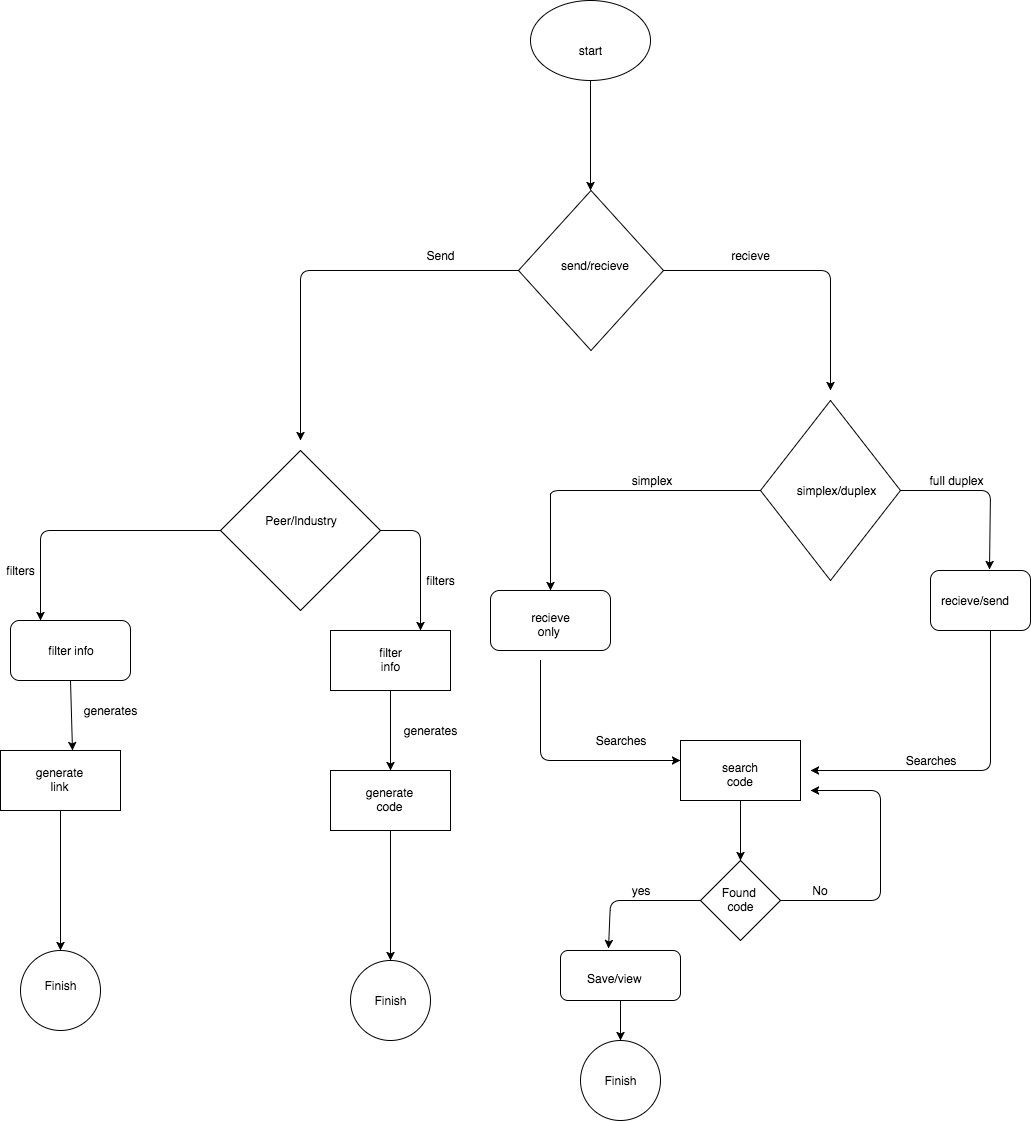 start
send/recieve
Send
recieve
Peer/Industry
simplex/duplex
simplex
full duplex
filters
filters
recieve/send
recieve
only
filter info
filter
info
generates
generates
Searches
Searches
generate
link
search
code
generate
code
Found
code
yes
No
Save/view
Finish
Finish
Finish